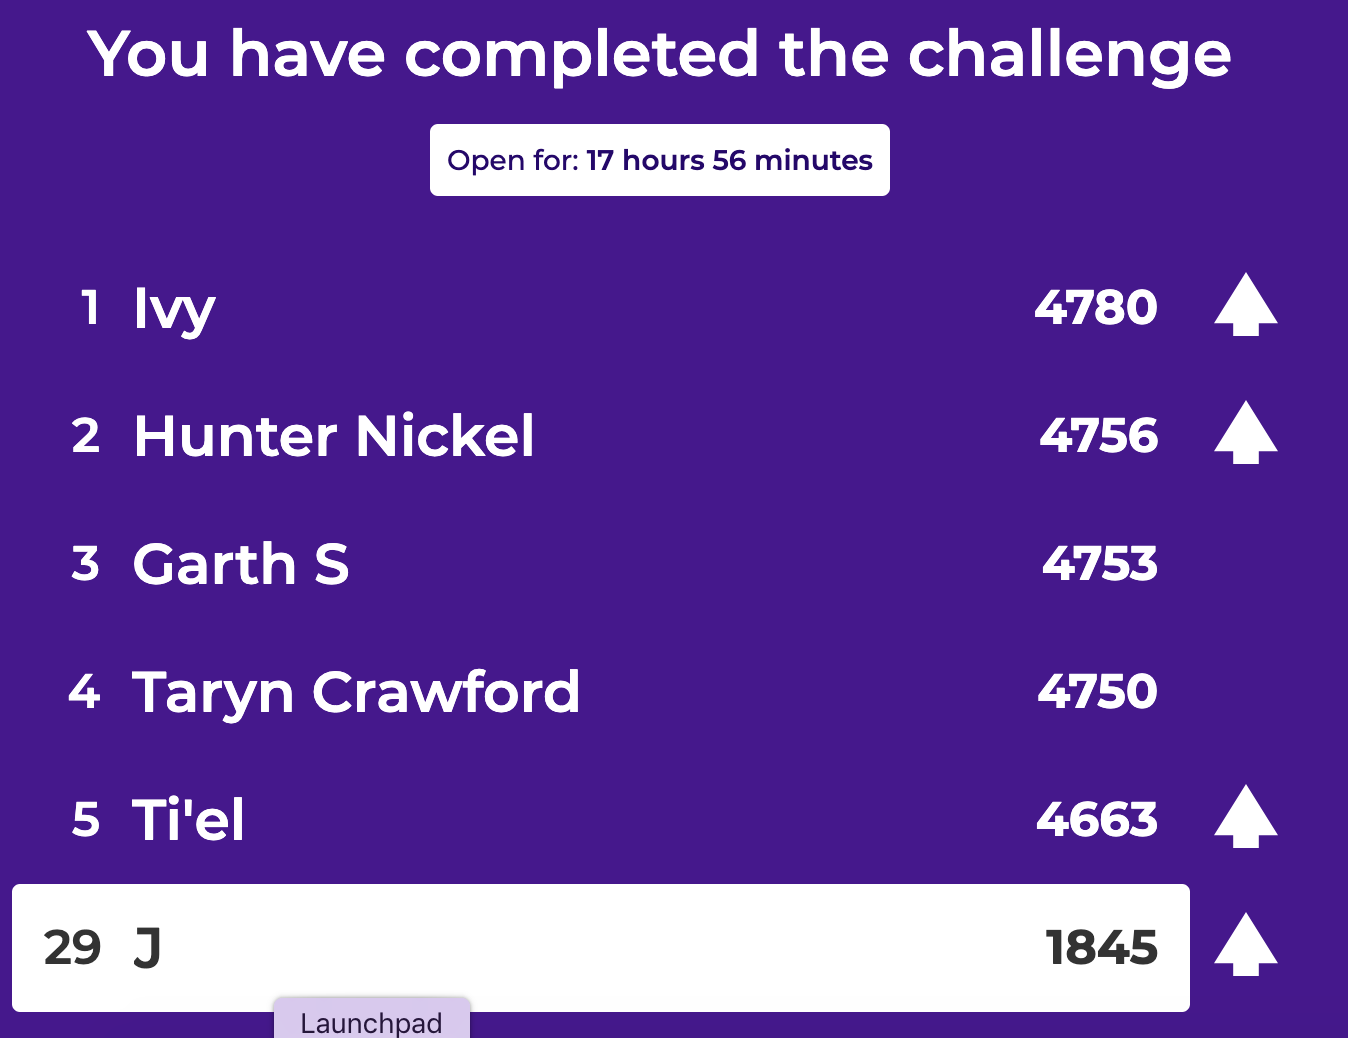 You have completed the challenge
Open for: 17 hours 56 minutes
1 Ivy 4780
2 Hunter Nickel 4756
3 Garth S 4753
4 Taryn Crawford 4750
5 Ti'el 4663
29 J 1845
Launchpad